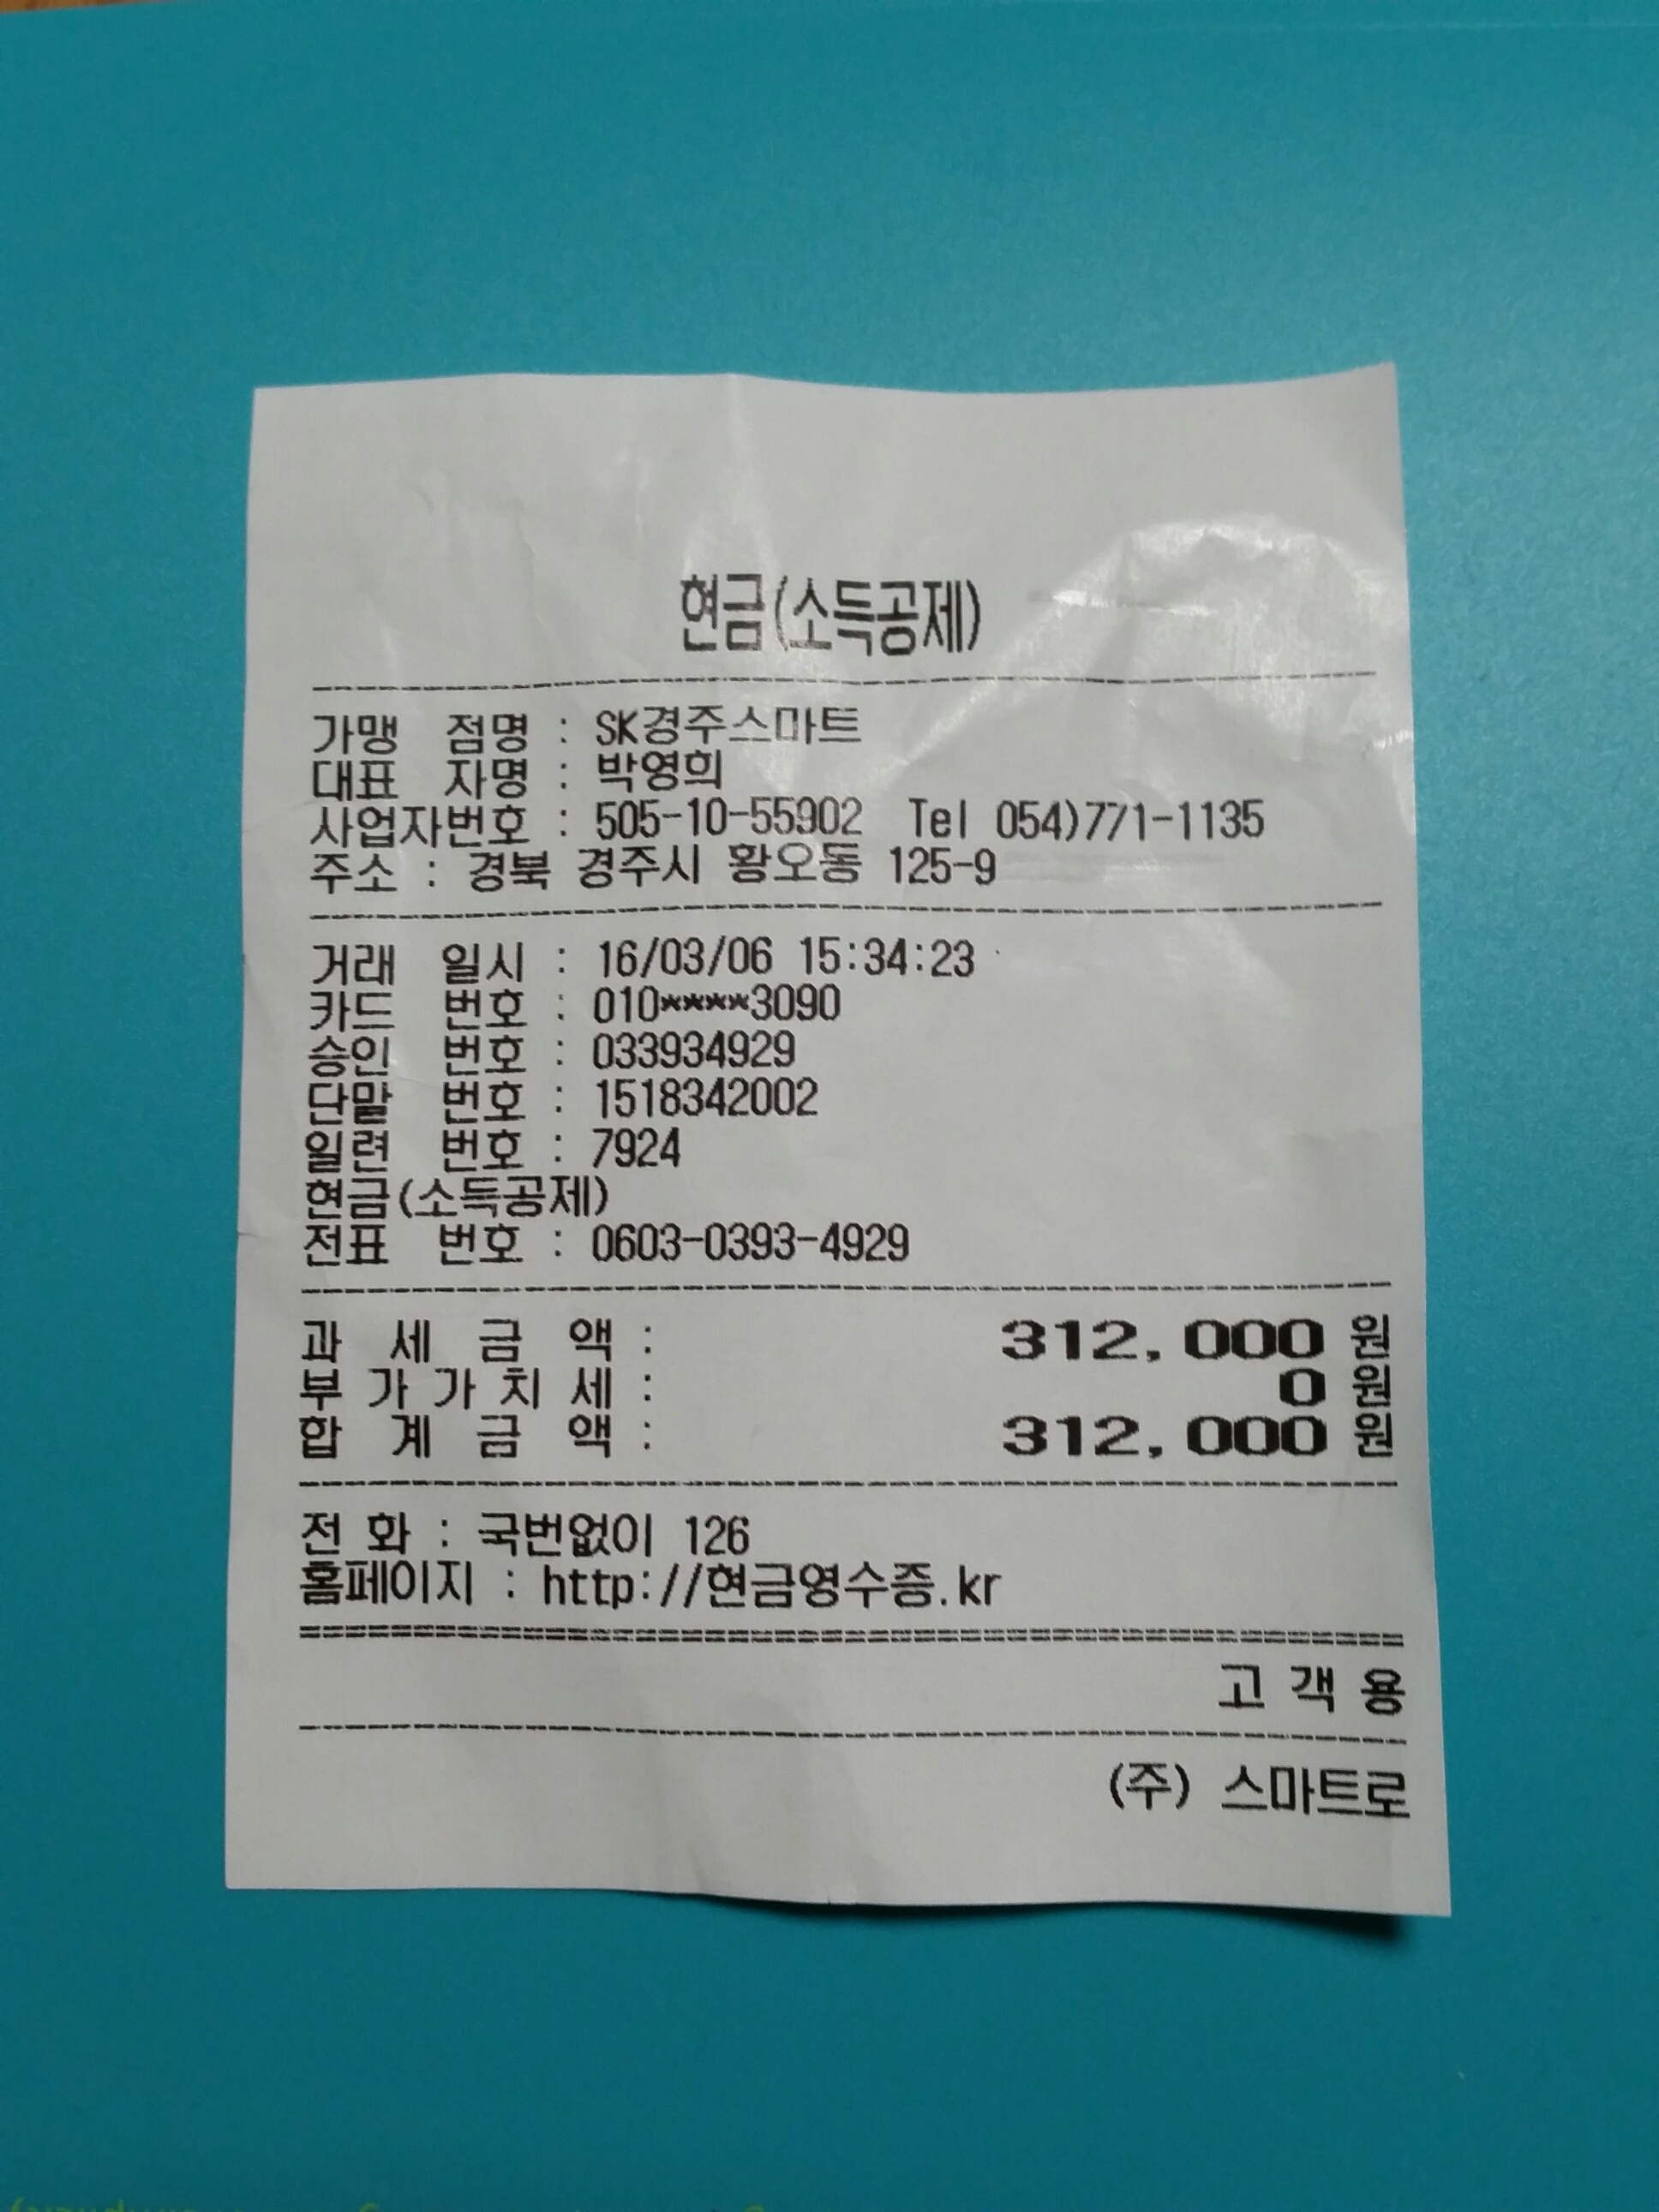 현금(소득공제)
가맹 점명 : SK경주스마트
대표 자명 : 박영희
사업자번호 : 505-10-55902 Tel 054)771-1135
주소 : 경북 경주시 황오동 125-9
거래 일시 : 16/03/06 15:34:23
카드 번호 : 010****3090
승인 번호 : 033934929
단말 번호 : 1518342002
일련 번호 : 7924
현금(소득공제)
전표 번호 : 0603-0393-4929
과 세 금 액 : 312,000 원
부 가 가 치 세 : 0 원
합 계 금 액 : 312,000 원
전 화 : 국번없이 126
홈페이지 : http://현금영수증.kr
고 객 용
(주) 스마트로